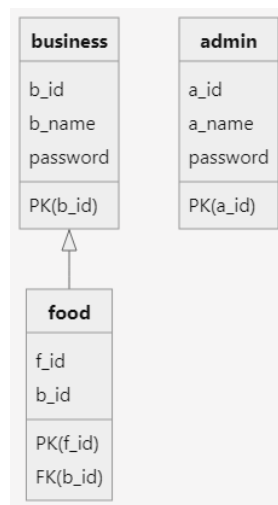 business
b_id
b_name
password
PK(b_id)
admin
a_id
a_name
password
PK(a_id)
food
f_id
b_id
PK(f_id)
FK(b_id)